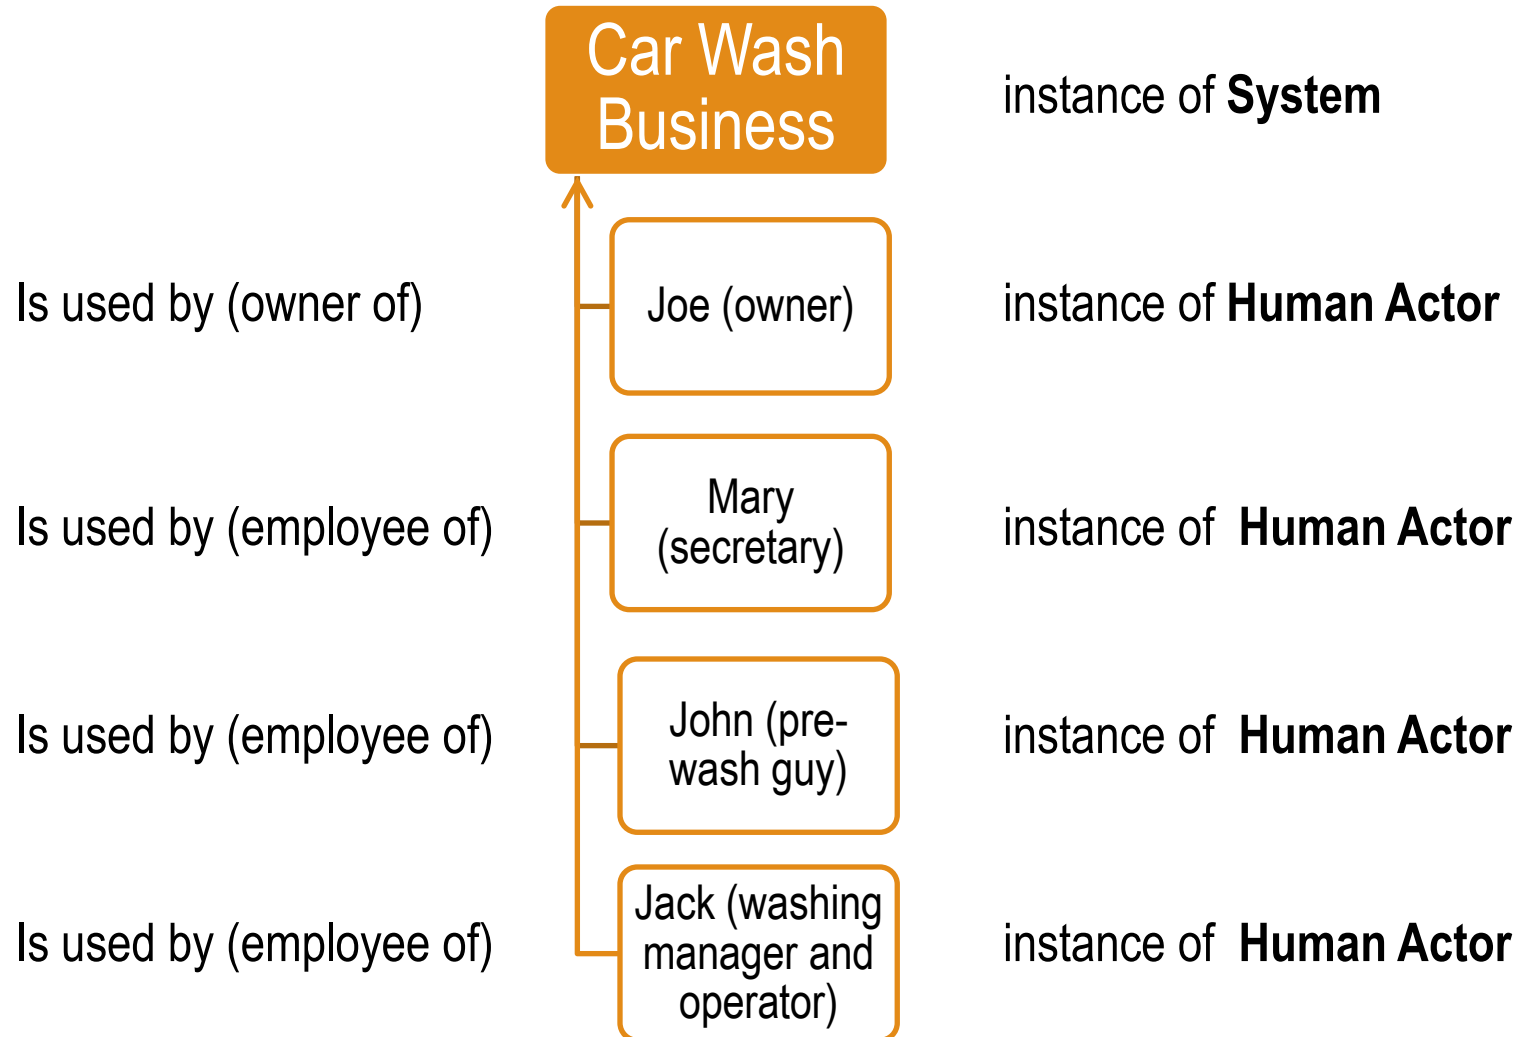 Car Wash
Business
instance of System
Is used by (owner of)
Joe (owner)
instance of Human Actor
Is used by (employee of)
Mary
(secretary)
instance of  Human Actor
Is used by (employee of)
John (pre-
wash guy)
instance of  Human Actor
Is used by (employee of)
Jack (washing
manager and
operator)
instance of  Human Actor